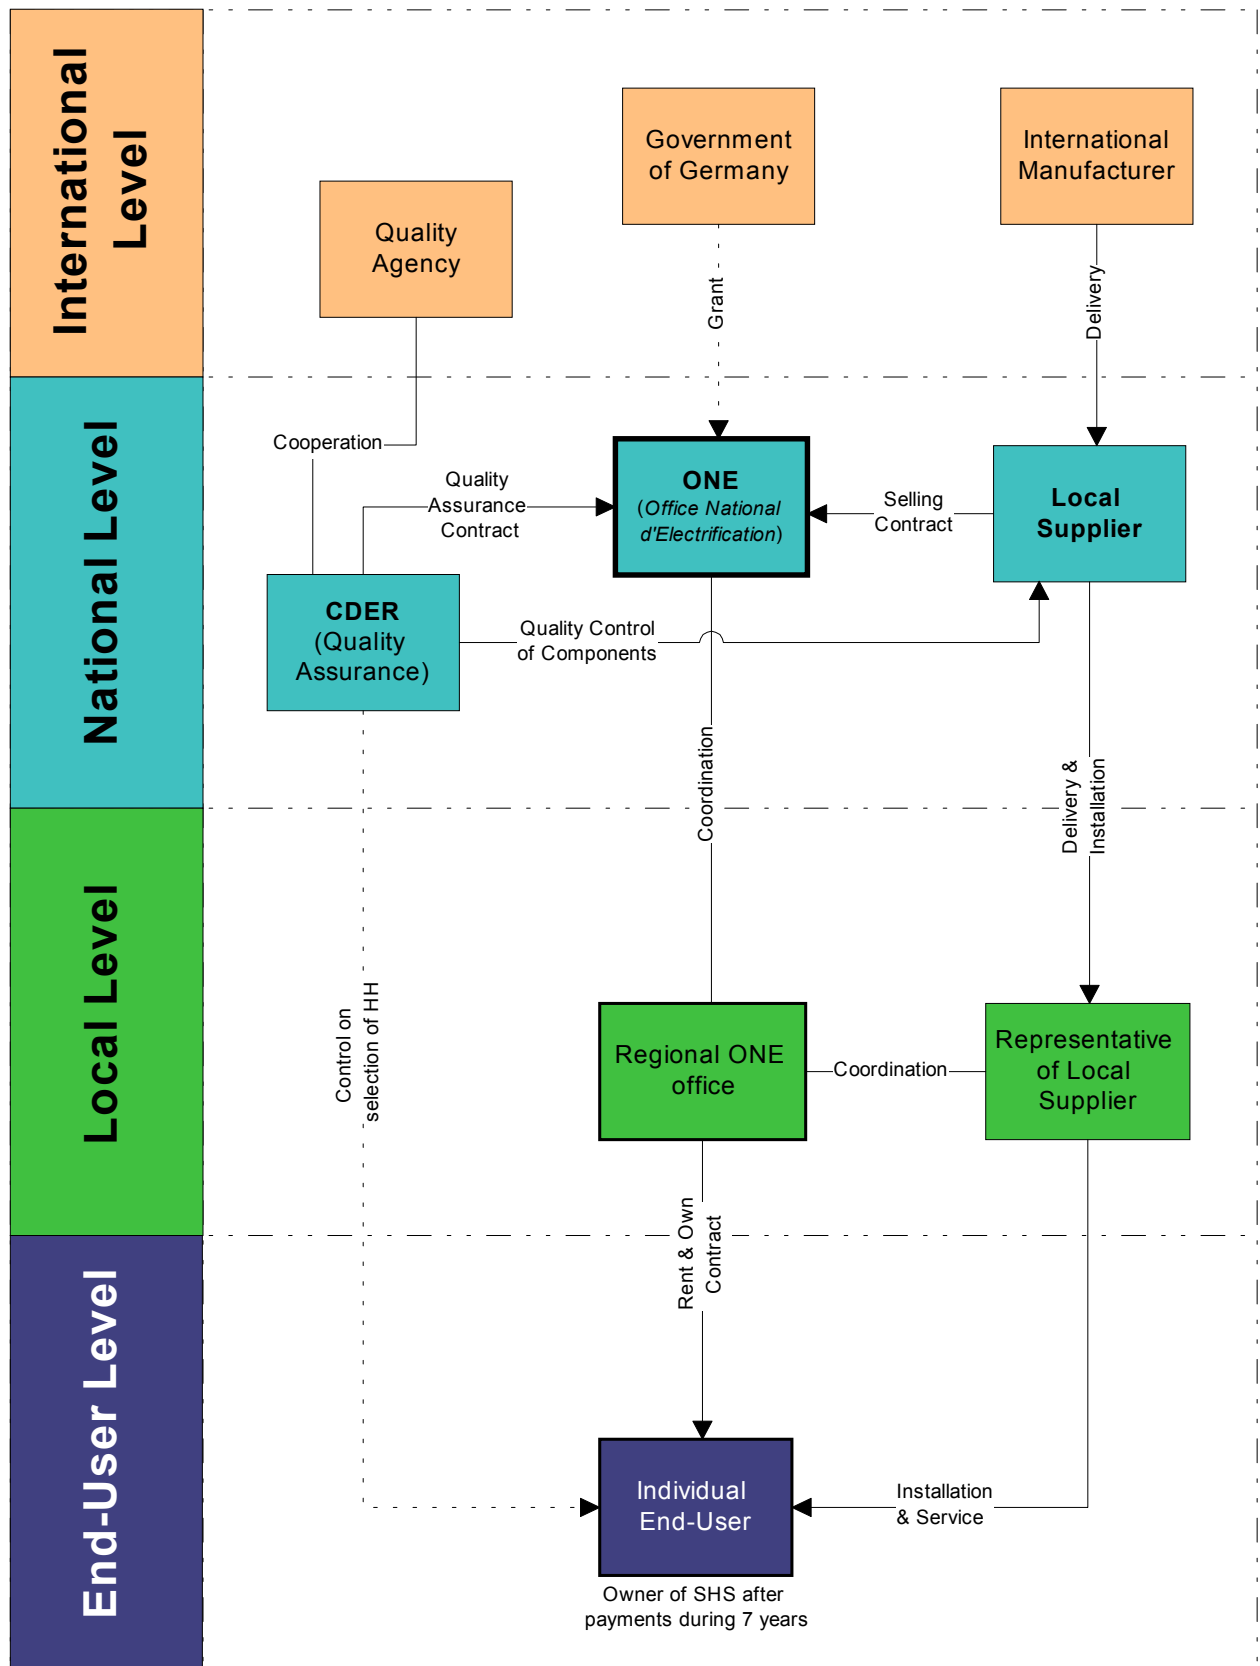 International
Level
Government
of Germany
International
Manufacturer
Quality
Agency
Grant
Delivery
National Level
Cooperation
Quality
Assurance
Contract
ONE
(Office National
d'Electrification)
Selling
Contract
Local
Supplier
CDER
(Quality
Assurance)
Quality Control
of Components
Coordination
Delivery &
Installation
Local Level
Control on
selection of HH
Regional ONE
office
Coordination
Representative
of Local
Supplier
Rent & Own
Contract
End-User Level
Individual
End-User
Installation
& Service
Owner of SHS after
payments during 7 years